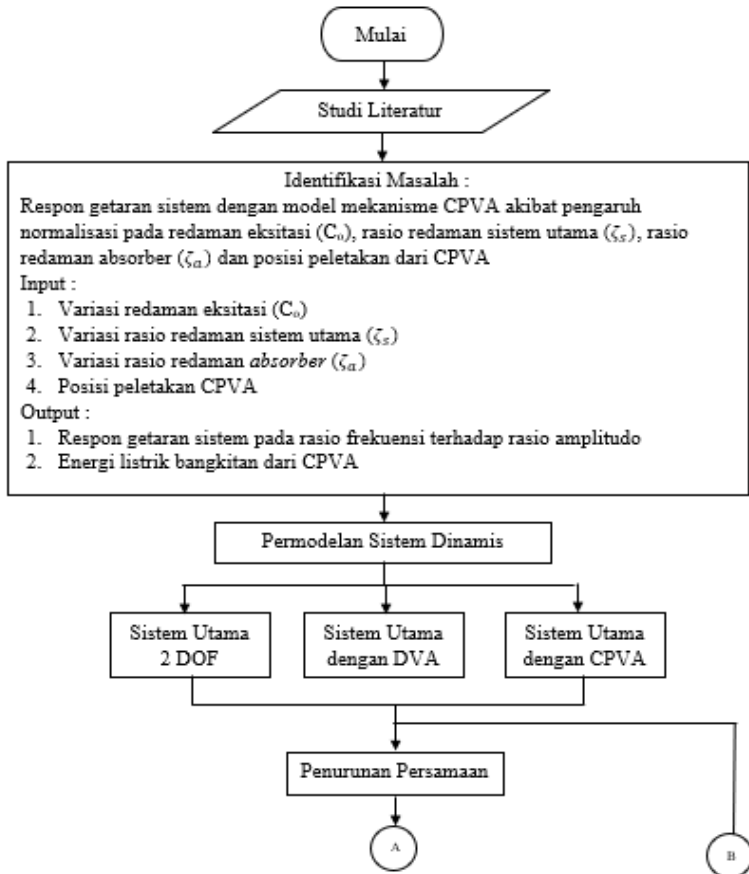 Mulai
Studi Literatur
Identifikasi Masalah :
Respon getaran sistem dengan model mekanisme CPVA akibat pengaruh
normalisasi pada redaman eksitasi (Cₒ), rasio redaman sistem utama (ζₛ), rasio
redaman absorber (ζₐ) dan posisi peletakan dari CPVA
Input :
1. Variasi redaman eksitasi (Cₒ)
2. Variasi rasio redaman sistem utama (ζₛ)
3. Variasi rasio redaman absorber (ζₐ)
4. Posisi peletakan CPVA
Output :
1. Respon getaran sistem pada rasio frekuensi terhadap rasio amplitudo
2. Energi listrik bangkitan dari CPVA
Permodelan Sistem Dinamis
Sistem Utama
2 DOF
Sistem Utama
dengan DVA
Sistem Utama
dengan CPVA
Penurunan Persamaan
A
B